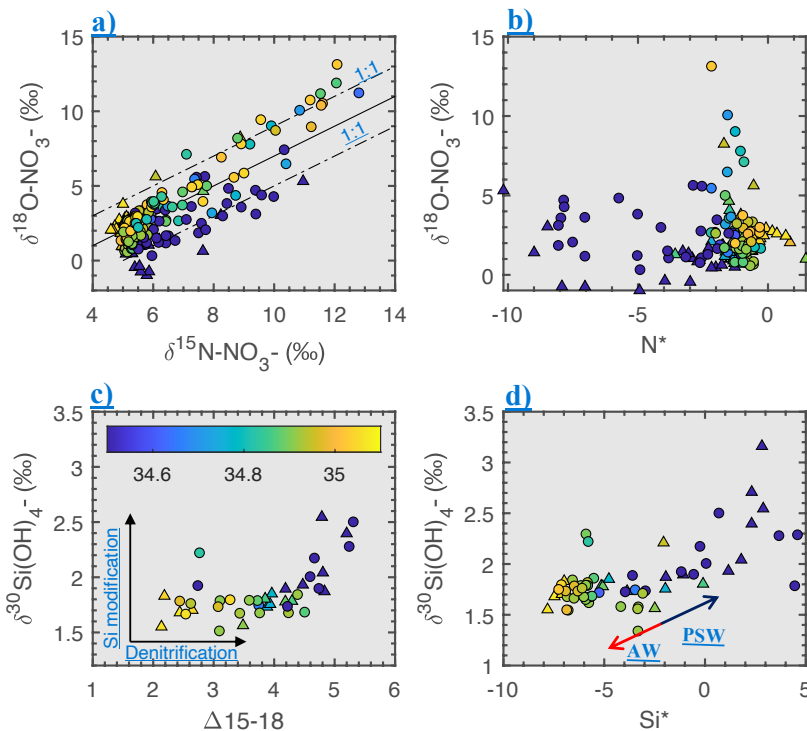 a)
15
10
5
0
δ18O-NO3- (‰)
1:1
1:1
4 6 8 10 12 14
δ15N-NO3- (‰)
b)
15
10
5
0
δ18O-NO3- (‰)
-10 -5 0
N*
c)
3.5
3
2.5
2
1.5
1
δ30Si(OH)4- (‰)
34.6 34.8 35
Si modification
Denitrification
1 2 3 4 5 6
Δ15-18
d)
3.5
3
2.5
2
1.5
1
δ30Si(OH)4- (‰)
AW
PSW
-10 -5 0 5
Si*